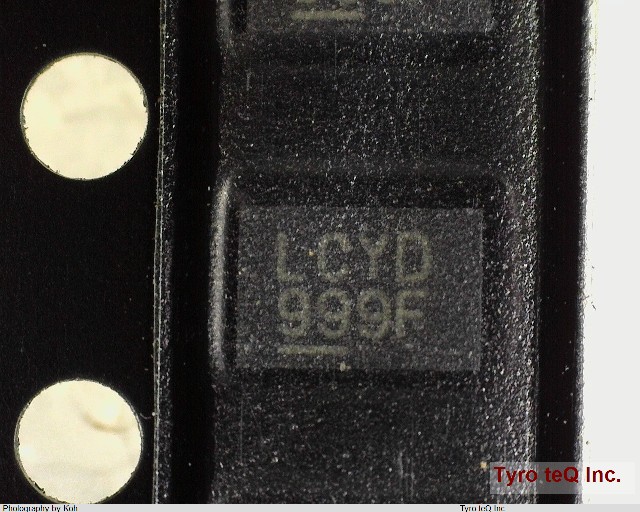 LCYD
999F
Tyro teQ Inc.
Photography by Koh
Tyro teQ Inc